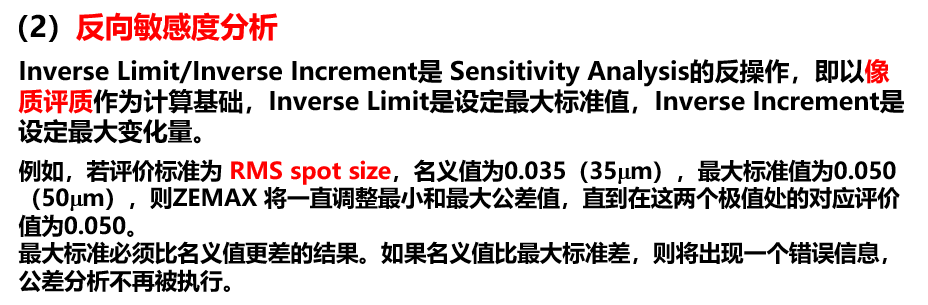 （2）反向敏感度分析
Inverse Limit/Inverse Increment是 Sensitivity Analysis的反操作，即以像
质评质作为计算基础，Inverse Limit是设定最大标准值，Inverse Increment是
设定最大变化量。
例如，若评价标准为 RMS spot size，名义值为0.035（35μm），最大标准值为0.050
（50μm），则ZEMAX 将一直调整最小和最大公差值，直到在这两个极值处的对应评价
值为0.050。
最大标准必须比名义值更差的结果。如果名义值比最大标准差，则将出现一个错误信息，
公差分析不再被执行。